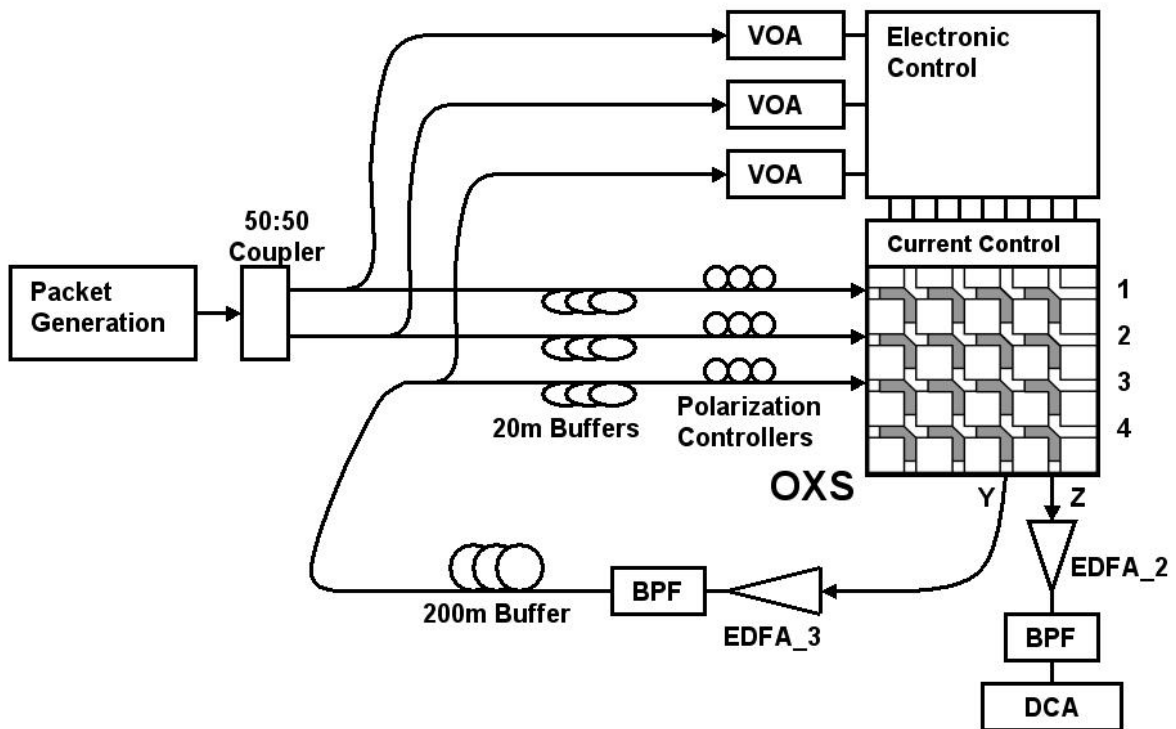 VOA
Electronic
Control
VOA
VOA
50:50
Coupler
Current Control
Packet
Generation
1
2
3
4
20m Buffers
Polarization
Controllers
OXS
Y
Z
EDFA_2
200m Buffer
BPF
EDFA_3
BPF
DCA